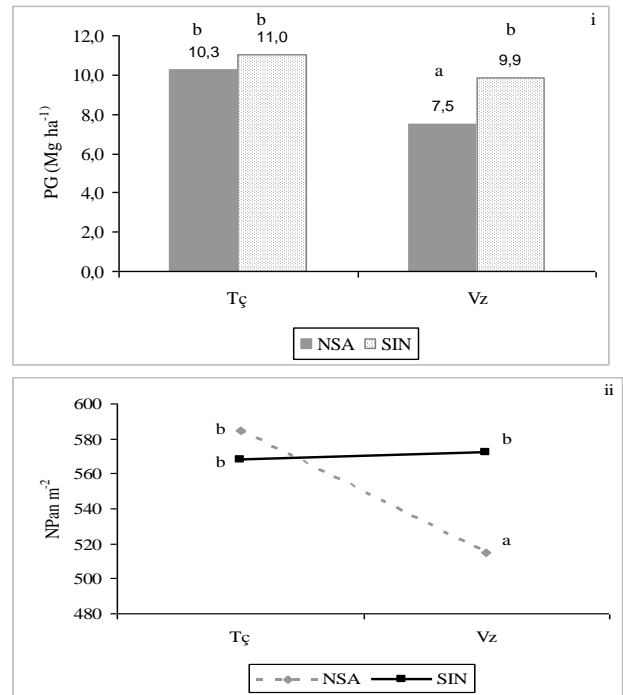 i
b b b
12,0 10,3 11,0 9,9
10,0 a
8,0 7,5
6,0
4,0
2,0
0,0
PG (Mg ha⁻¹)
Tç Vz
NSA SIN
ii
600
580 b b
560 b
540
520 a
500
480
NPan m⁻²
Tç Vz
NSA SIN